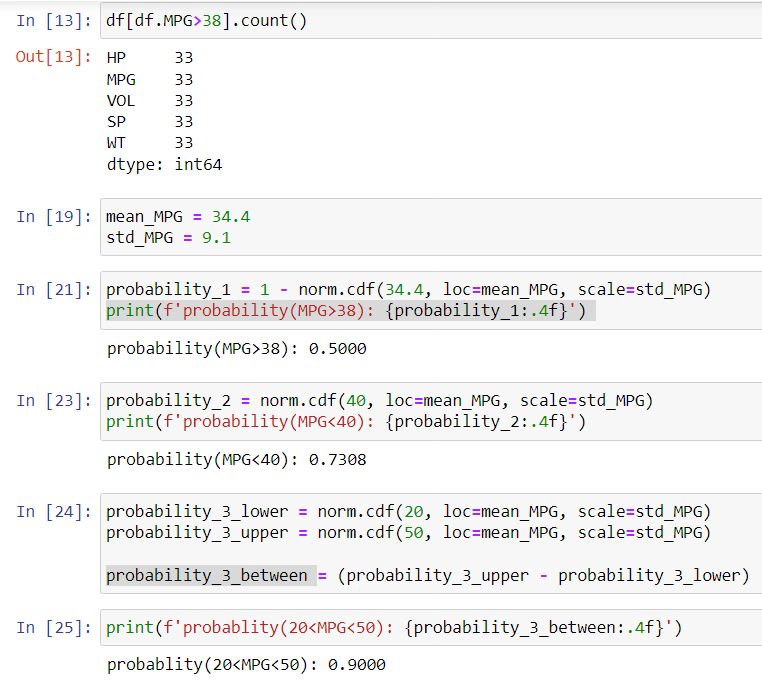 In [13]: df[df.MPG>38].count()
Out[13]: HP     33
MPG    33
VOL    33
SP     33
WT     33
dtype: int64
In [19]: mean_MPG = 34.4
std_MPG = 9.1
In [21]: probability_1 = 1 - norm.cdf(34.4, loc=mean_MPG, scale=std_MPG)
print(f'probability(MPG>38): {probability_1:.4f}')
probability(MPG>38): 0.5000
In [23]: probability_2 = norm.cdf(40, loc=mean_MPG, scale=std_MPG)
print(f'probability(MPG<40): {probability_2:.4f}')
probability(MPG<40): 0.7308
In [24]: probability_3_lower = norm.cdf(20, loc=mean_MPG, scale=std_MPG)
probability_3_upper = norm.cdf(50, loc=mean_MPG, scale=std_MPG)
probability_3_between = (probability_3_upper - probability_3_lower)
In [25]: print(f'probablity(20<MPG<50): {probability_3_between:.4f}')
probablity(20<MPG<50): 0.9000